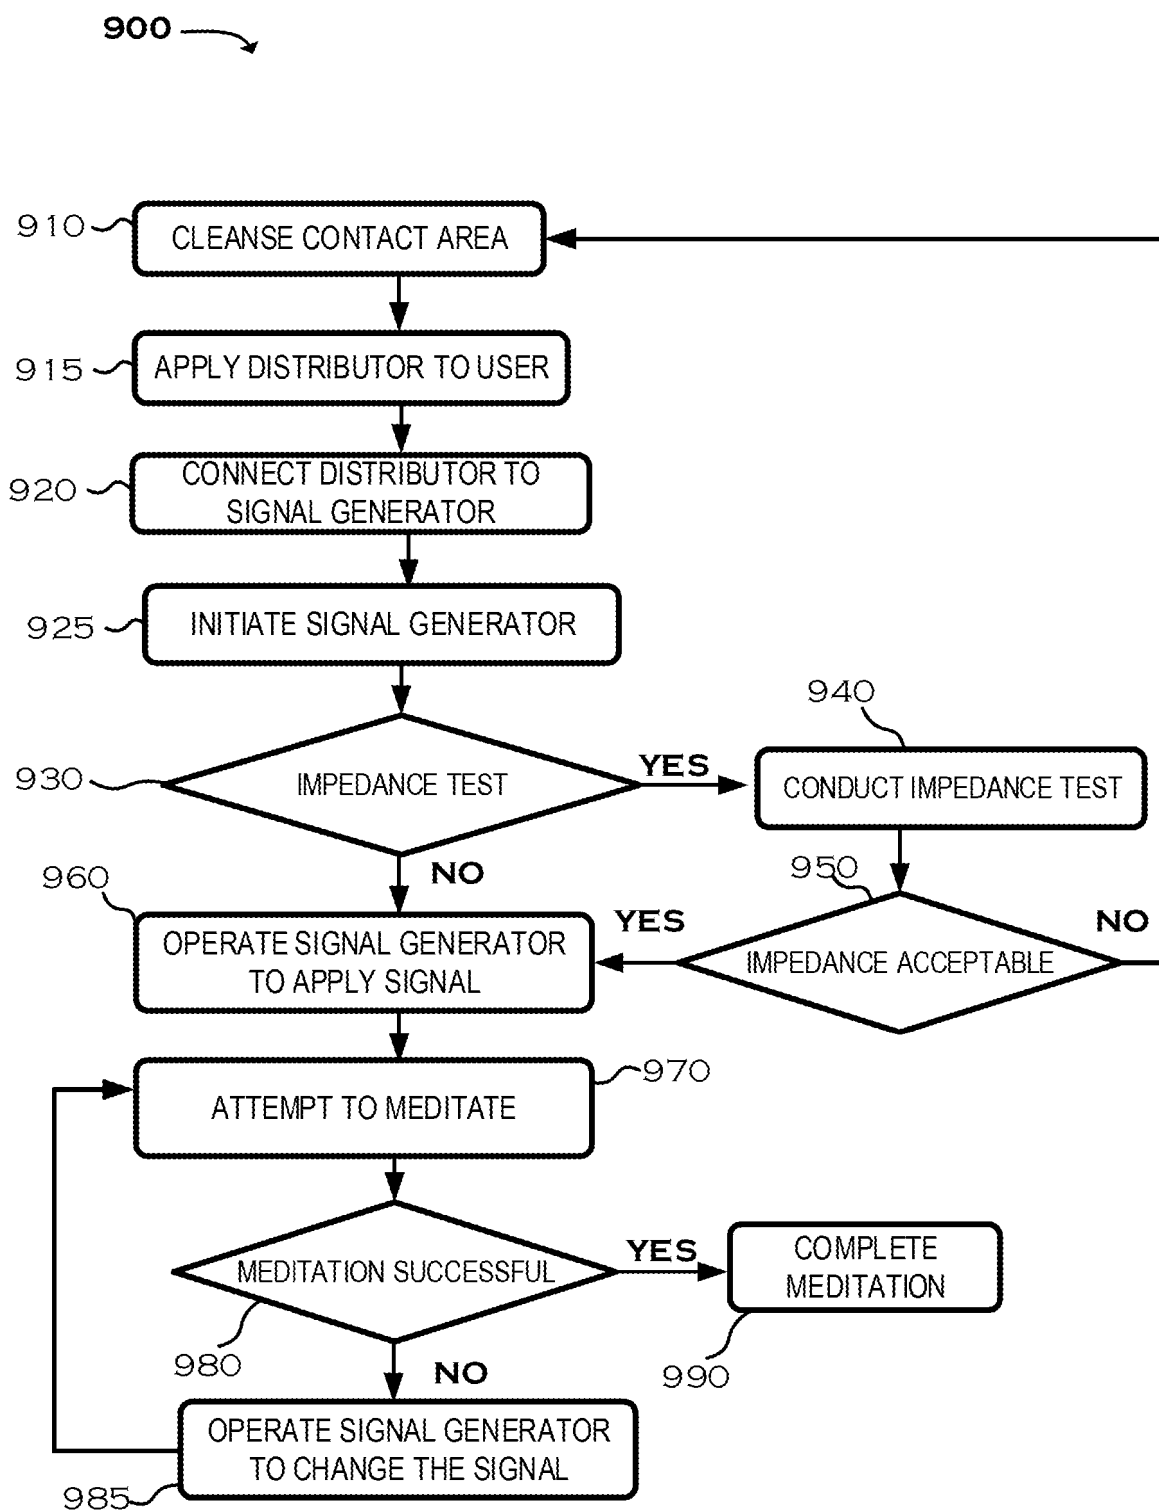 900
910
CLEANSE CONTACT AREA
915
APPLY DISTRIBUTOR TO USER
920
CONNECT DISTRIBUTOR TO
SIGNAL GENERATOR
925
INITIATE SIGNAL GENERATOR
930
IMPEDANCE TEST
YES
940
CONDUCT IMPEDANCE TEST
NO
950
IMPEDANCE ACCEPTABLE
YES
NO
960
OPERATE SIGNAL GENERATOR
TO APPLY SIGNAL
970
ATTEMPT TO MEDITATE
980
MEDITATION SUCCESSFUL
YES
COMPLETE
MEDITATION
990
NO
OPERATE SIGNAL GENERATOR
TO CHANGE THE SIGNAL
985